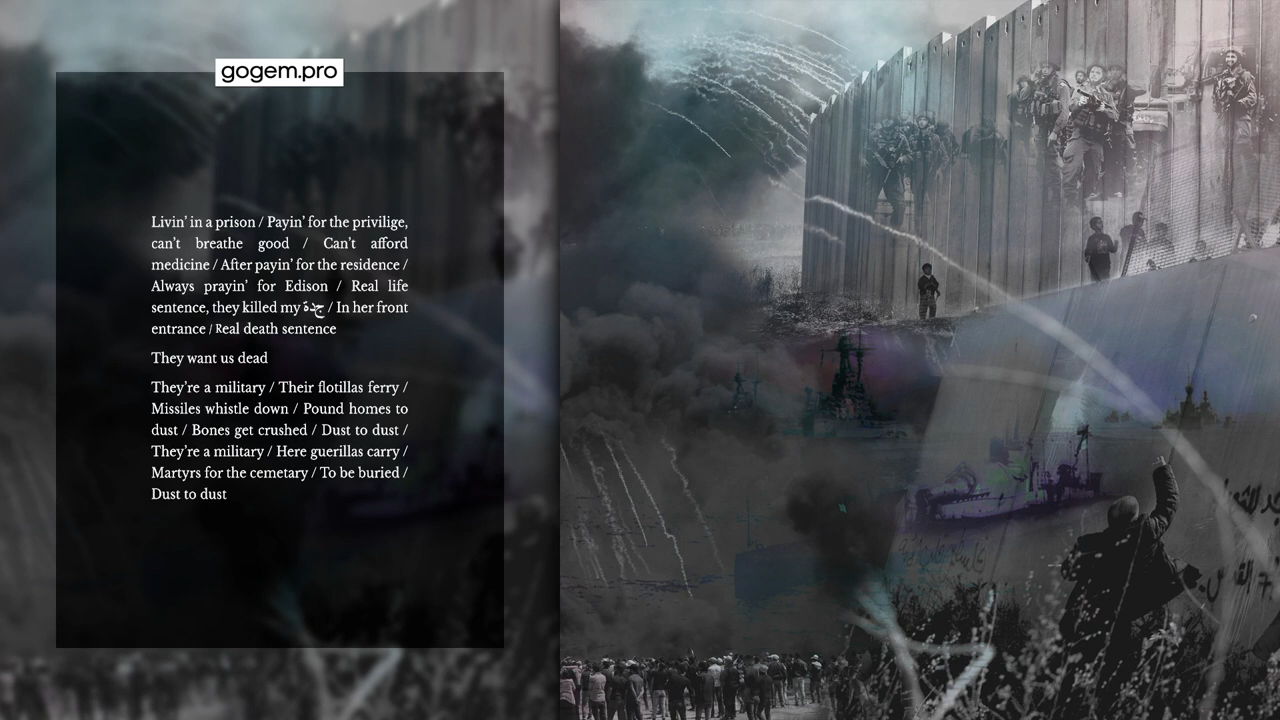 gogem.pro
Livin’ in a prison / Payin’ for the privilige,
can’t breathe good / Can’t afford
medicine / After payin’ for the residence /
Always prayin’ for Edison / Real life
sentence, they killed my جدة / In her front
entrance / Real death sentence
They want us dead
They’re a military / Their flotillas ferry /
Missiles whistle down / Pound homes to
dust / Bones get crushed / Dust to dust /
They’re a military / Here guerillas carry /
Martyrs for the cemetary / To be buried /
Dust to dust